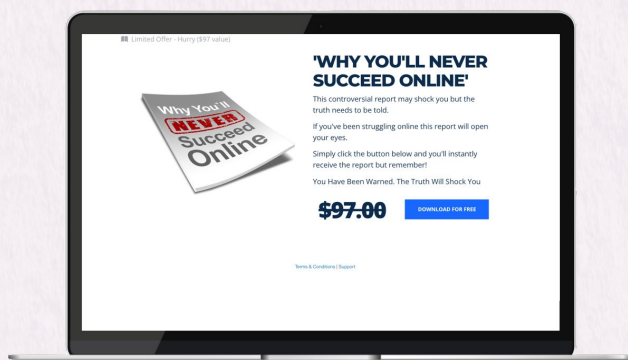 Limited Offer - Hurry ($97 value)
'WHY YOU'LL NEVER
SUCCEED ONLINE'
This controversial report may shock you but the
truth needs to be told.
If you've been struggling online this report will open
your eyes.
Simply click the button below and you'll instantly
receive the report but remember!
You Have Been Warned. The Truth Will Shock You
$97.00
DOWNLOAD FOR FREE
Why You'll
NEVER
Succeed
Online
Terms & Conditions | Support